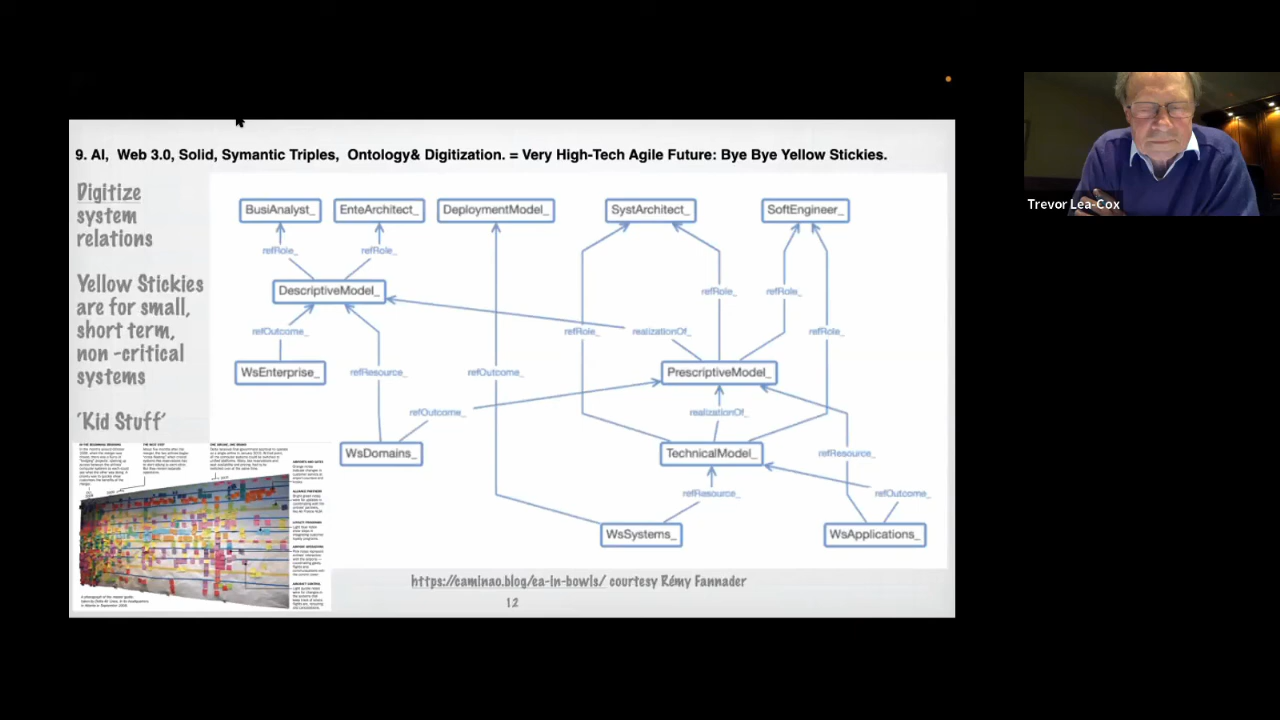 9. AI, Web 3.0, Solid, Symantic Triples, Ontology& Digitization. = Very High-Tech Agile Future: Bye Bye Yellow Stickies.
Digitize
system
relations
Yellow Stickies
are for small,
short term,
non -critical
systems
'Kid Stuff'
BusiAnalyst_
EnteArchitect_
DeploymentModel_
SystArchitect_
SoftEngineer_
refRole_
refRole_
DescriptiveModel_
refRole_
refRole_
refOutcome_
refRole_
realizationOf_
refRole_
WsEnterprise_
refResource_
refOutcome_
PrescriptiveModel_
refOutcome_
realizationOf_
WsDomains_
TechnicalModel_
refResource_
refResource_
refOutcome_
WsSystems_
WsApplications_
https://caminao.blog/ea-in-bowls/ courtesy Rémy Fannader
12
Trevor Lea-Cox